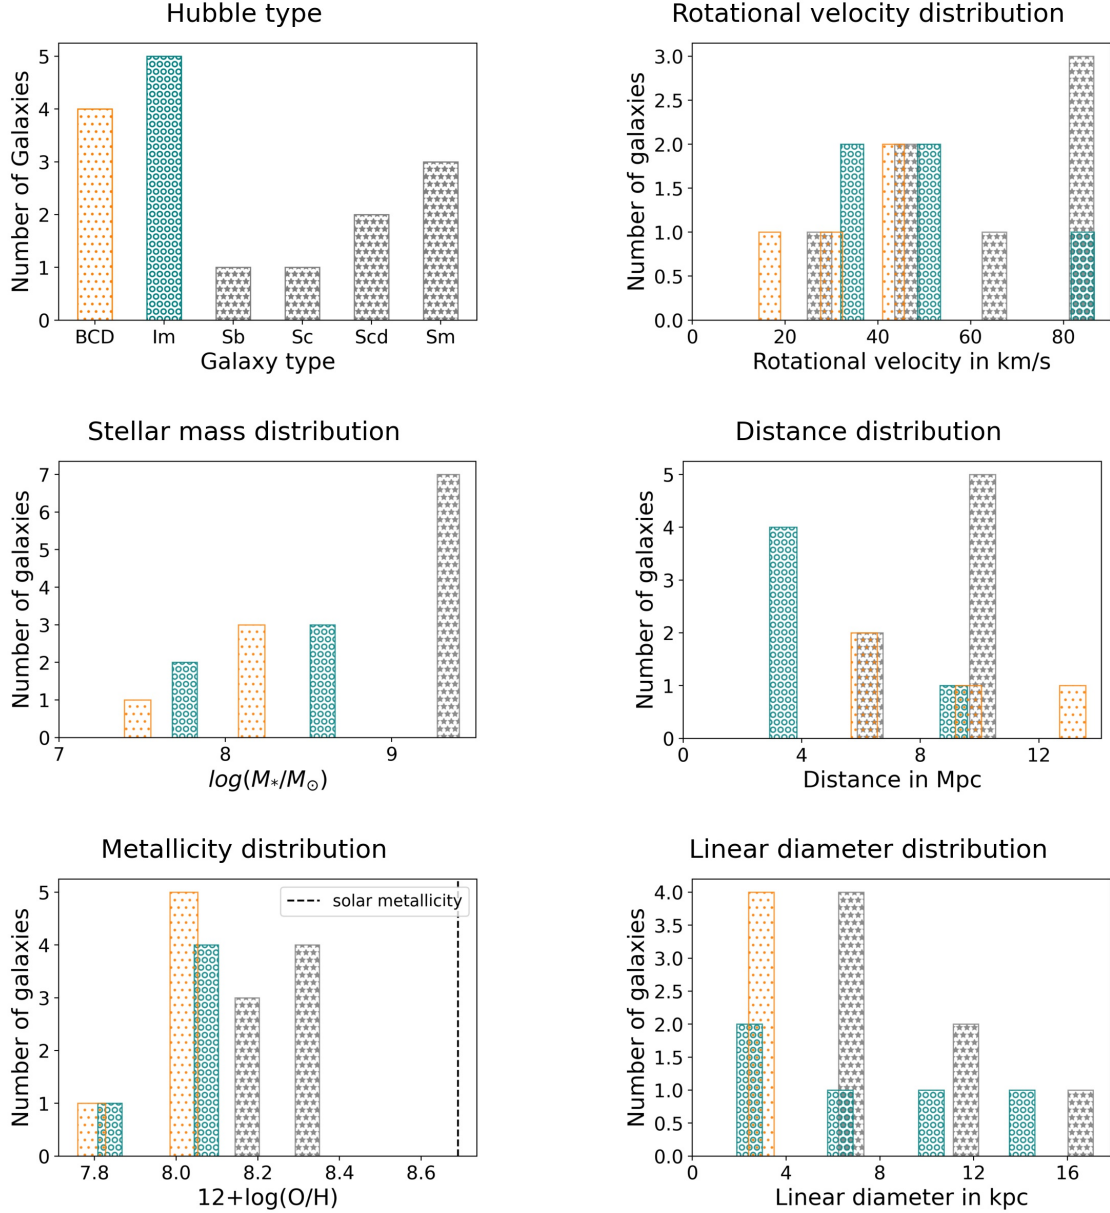 Hubble type
Number of Galaxies
5
4
3
2
1
0
BCD Im Sb Sc Scd Sm
Galaxy type
Rotational velocity distribution
Number of galaxies
3.0
2.5
2.0
1.5
1.0
0.5
0.0
0 20 40 60 80
Rotational velocity in km/s
Stellar mass distribution
Number of galaxies
7
6
5
4
3
2
1
0
7 8 9
log(M*/M⊙)
Distance distribution
Number of galaxies
5
4
3
2
1
0
0 4 8 12
Distance in Mpc
Metallicity distribution
Number of galaxies
5
4
3
2
1
0
solar metallicity
7.8 8.0 8.2 8.4 8.6
12+log(O/H)
Linear diameter distribution
Number of galaxies
4.0
3.5
3.0
2.5
2.0
1.5
1.0
0.5
0.0
0 4 8 12 16
Linear diameter in kpc